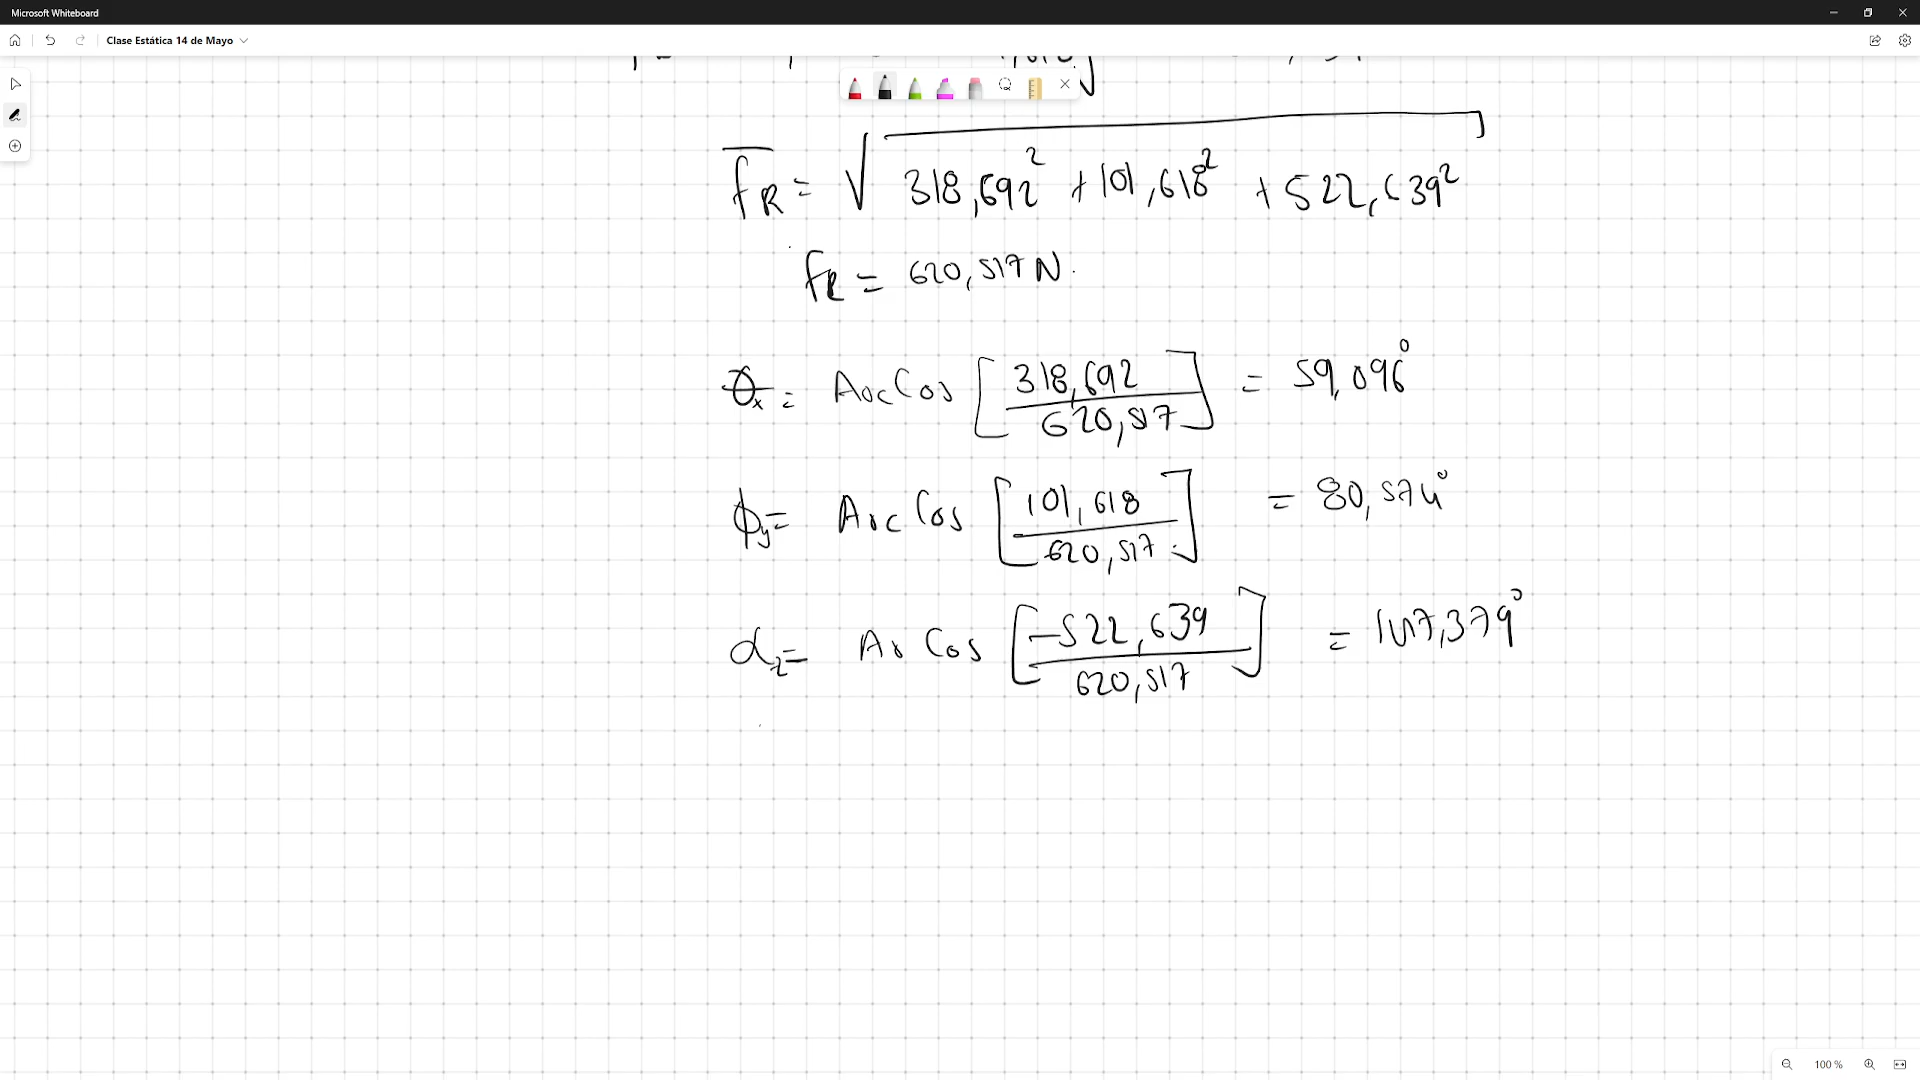 Microsoft Whiteboard
Clase Estática 14 de Mayo
fR = √ 318,692² + 101,618² + 522,639²
fR = 620,517 N.
θx = ArcCos [318,692 / 620,517] = 59,096°
ϕy = ArcCos [101,618 / 620,517] = 80,574°
αz = ArCos [-522,639 / 620,517] = 147,379°
100 %